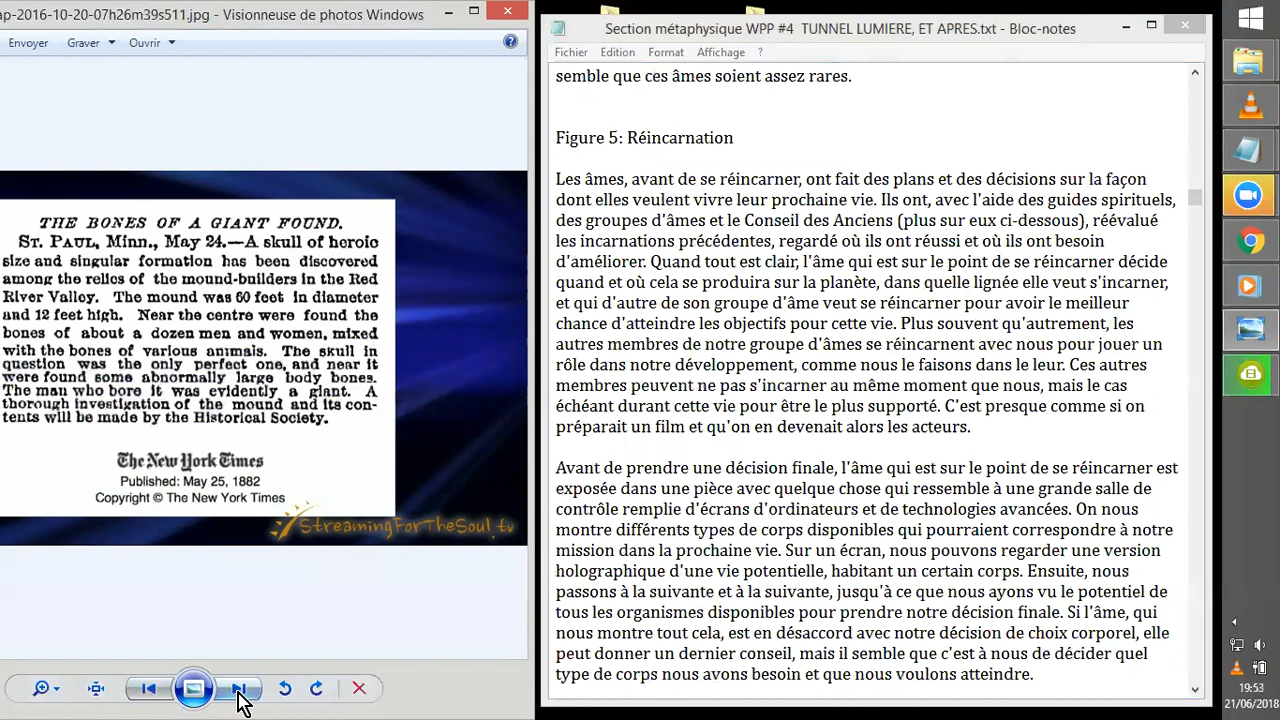 ap-2016-10-20-07h26m39s511.jpg - Visionneuse de photos Windows
Envoyer Graver Ouvrir
THE BONES OF A GIANT FOUND.
ST. PAUL, Minn., May 24.—A skull of heroic
size and singular formation has been discovered
among the relics of the mound-builders in the Red
River Valley. The mound was 60 feet in diameter
and 12 feet high. Near the centre were found the
bones of about a dozen men and women, mixed
with the bones of various animals. The skull in
question was the only perfect one, and near it
were found some abnormally large body bones.
The man who bore it was evidently a giant. A
thorough investigation of the mound and its con-
tents will be made by the Historical Society.
The New York Times
Published: May 25, 1882
Copyright © The New York Times
StreamingForTheSoul.tv
Section métaphysique WPP #4 TUNNEL LUMIERE, ET APRES.txt - Bloc-notes
Fichier Edition Format Affichage ?
semble que ces âmes soient assez rares.
Figure 5: Réincarnation
Les âmes, avant de se réincarner, ont fait des plans et des décisions sur la façon
dont elles veulent vivre leur prochaine vie. Ils ont, avec l'aide des guides spirituels,
des groupes d'âmes et le Conseil des Anciens (plus sur eux ci-dessous), réévalué
les incarnations précédentes, regardé où ils ont réussi et où ils ont besoin
d'améliorer. Quand tout est clair, l'âme qui est sur le point de se réincarner décide
quand et où cela se produira sur la planète, dans quelle lignée elle veut s'incarner,
et qui d'autre de son groupe d'âme veut se réincarner pour avoir le meilleur
chance d'atteindre les objectifs pour cette vie. Plus souvent qu'autrement, les
autres membres de notre groupe d'âmes se réincarnent avec nous pour jouer un
rôle dans notre développement, comme nous le faisons dans le leur. Ces autres
membres peuvent ne pas s'incarner au même moment que nous, mais le cas
échéant durant cette vie pour être le plus supporté. C'est presque comme si on
préparait un film et qu'on en devenait alors les acteurs.
Avant de prendre une décision finale, l'âme qui est sur le point de se réincarner est
exposée dans une pièce avec quelque chose qui ressemble à une grande salle de
contrôle remplie d'écrans d'ordinateurs et de technologies avancées. On nous
montre différents types de corps disponibles qui pourraient correspondre à notre
mission dans la prochaine vie. Sur un écran, nous pouvons regarder une version
holographique d'une vie potentielle, habitant un certain corps. Ensuite, nous
passons à la suivante et à la suivante, jusqu'à ce que nous ayons vu le potentiel de
tous les organismes disponibles pour prendre notre décision finale. Si l'âme, qui
nous montre tout cela, est en désaccord avec notre décision de choix corporel, elle
peut donner un dernier conseil, mais il semble que c'est à nous de décider quel
type de corps nous avons besoin et que nous voulons atteindre.
19:53
21/06/2018